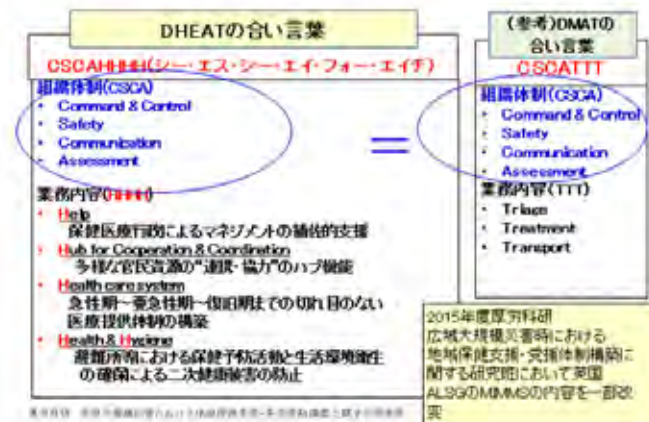 DHEATの合い言葉
CSCAHHHH(シー・エス・シー・エイ・フォー・エイチ)
組織体制(CSCA)
• Command & Control
• Safety
• Communication
• Assessment
業務内容(HHHH)
• Help
保健医療行政によるマネジメントの補佐的支援
• Hub for Cooperation & Coordination
多様な官民資源の"連携・協力"のハブ機能
• Health care system
急性期～亜急性期～復旧期までの切れ目のない
医療提供体制の構築
• Health & Hygiene
避難所等における保健予防活動と生活環境衛生
の確保による二次健康被害の防止
=
(参考)DMATの
合い言葉
CSCATTT
組織体制(CSCA)
• Command & Control
• Safety
• Communication
• Assessment
業務内容(TTT)
• Triage
• Treatment
• Transport
2015年度厚労科研
広域大規模災害時における
地域保健支援・受援体制構築に
関する研究班において英国
ALSGのMIMMSの内容を一部改
変